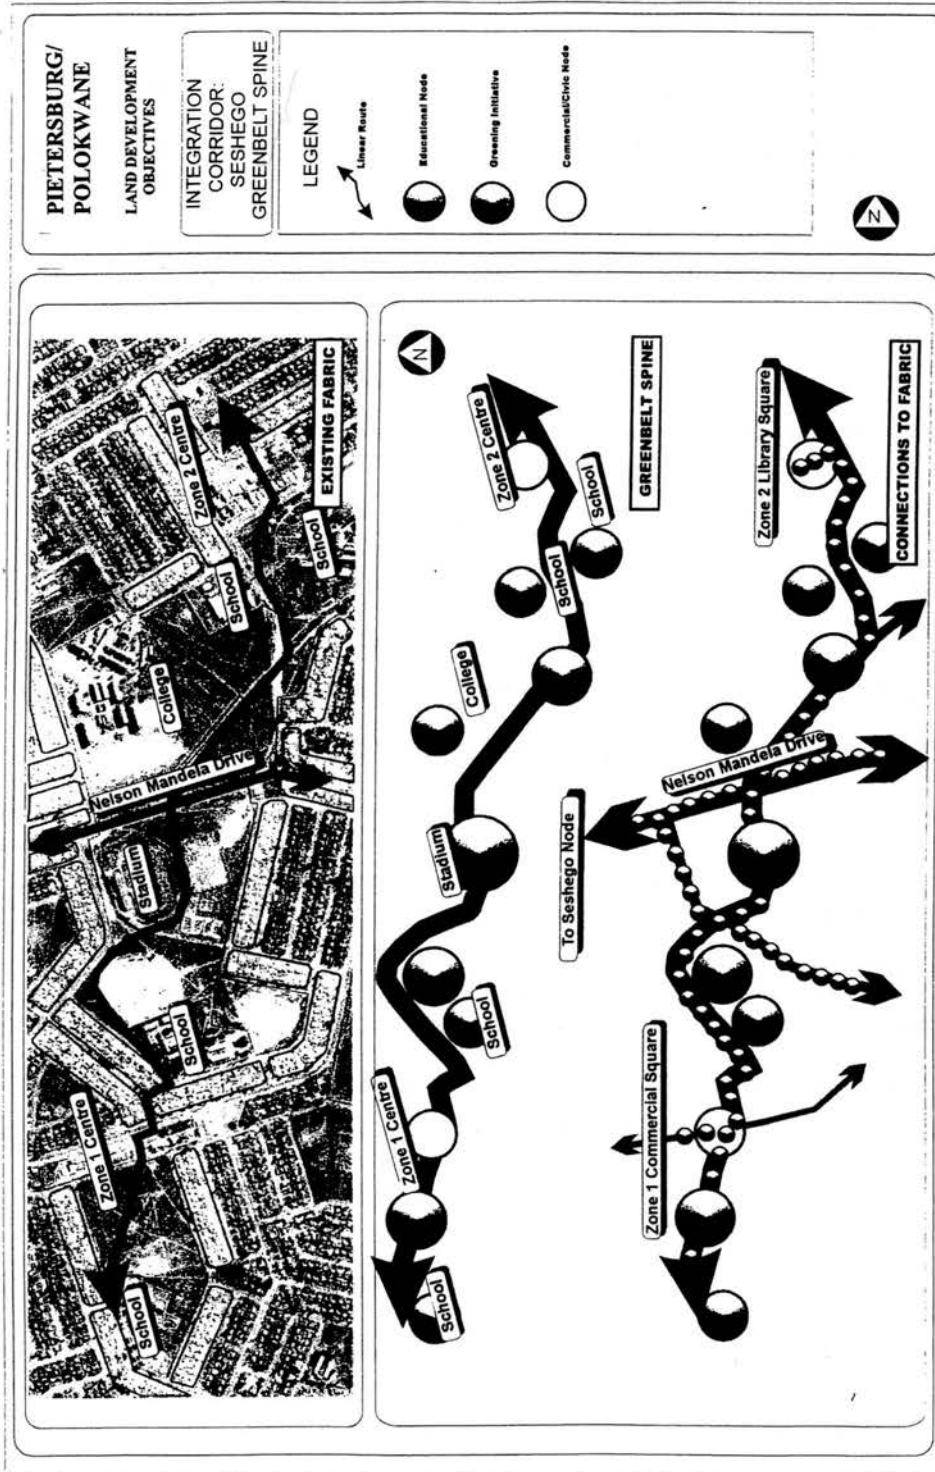 PIETERSBURG/
POLOKWANE
LAND DEVELOPMENT
OBJECTIVES
INTEGRATION
CORRIDOR:
SESHEGO
GREENBELT SPINE
LEGEND
Linear Route
Educational Node
Greening Initiative
Commercial/Civic Node
N
EXISTING FABRIC
Zone 2 Centre
School
School
College
Nelson Mandela Drive
Stadium
School
Zone 1 Centre
School
N
GREENBELT SPINE
Zone 2 Centre
School
School
College
Stadium
School
Zone 1 Centre
School
CONNECTIONS TO FABRIC
Zone 2 Library Square
Nelson Mandela Drive
To Seshego Node
Zone 1 Commercial Square